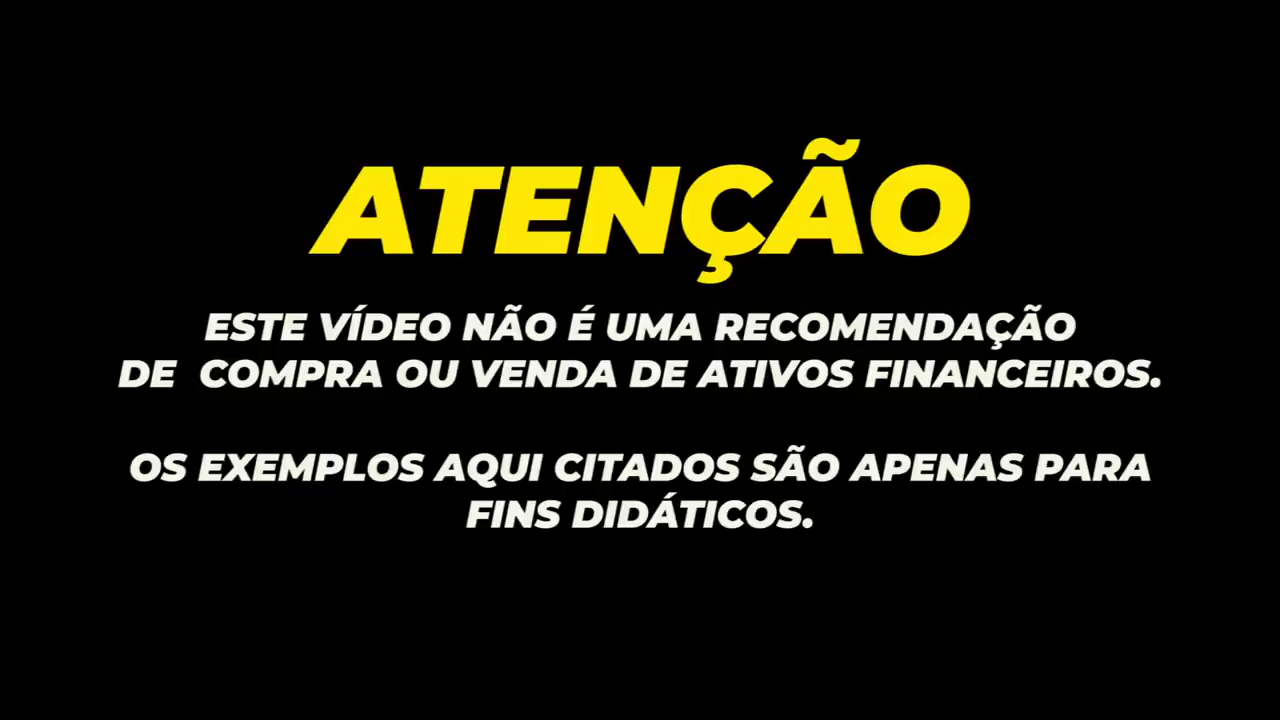 ATENÇÃO
ESTE VÍDEO NÃO É UMA RECOMENDAÇÃO
DE COMPRA OU VENDA DE ATIVOS FINANCEIROS.
OS EXEMPLOS AQUI CITADOS SÃO APENAS PARA
FINS DIDÁTICOS.